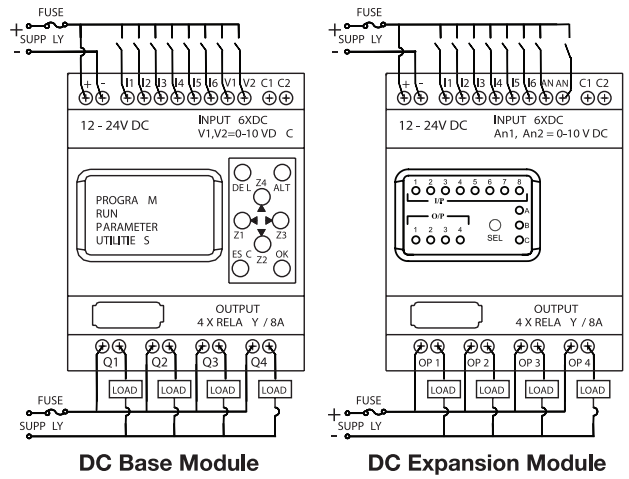 FUSE
+
SUPP LY
-
+ - I1 I2 I3 I4 I5 I6 V1 V2 C1 C2
12 - 24V DC
INPUT 6XDC
V1,V2=0-10 VD C
PROGRA M
RUN
PARAMETER
UTILITIE S
DE L Z4 ALT
Z1 Z3
ES C Z2 OK
OUTPUT
4 X RELA Y / 8A
Q1 Q2 Q3 Q4
LOAD LOAD LOAD LOAD
FUSE
SUPP LY
DC Base Module
FUSE
+
SUPP LY
-
+ - I1 I2 I3 I4 I5 I6 AN AN C1 C2
12 - 24V DC
INPUT 6XDC
An1, An2 = 0-10 V DC
1 2 3 4 5 6 7 8
I/P
O/P
1 2 3 4
SEL
A
B
C
OUTPUT
4 X RELA Y / 8A
OP 1 OP 2 OP 3 OP 4
LOAD LOAD LOAD LOAD
FUSE
+
SUPP LY
-
DC Expansion Module